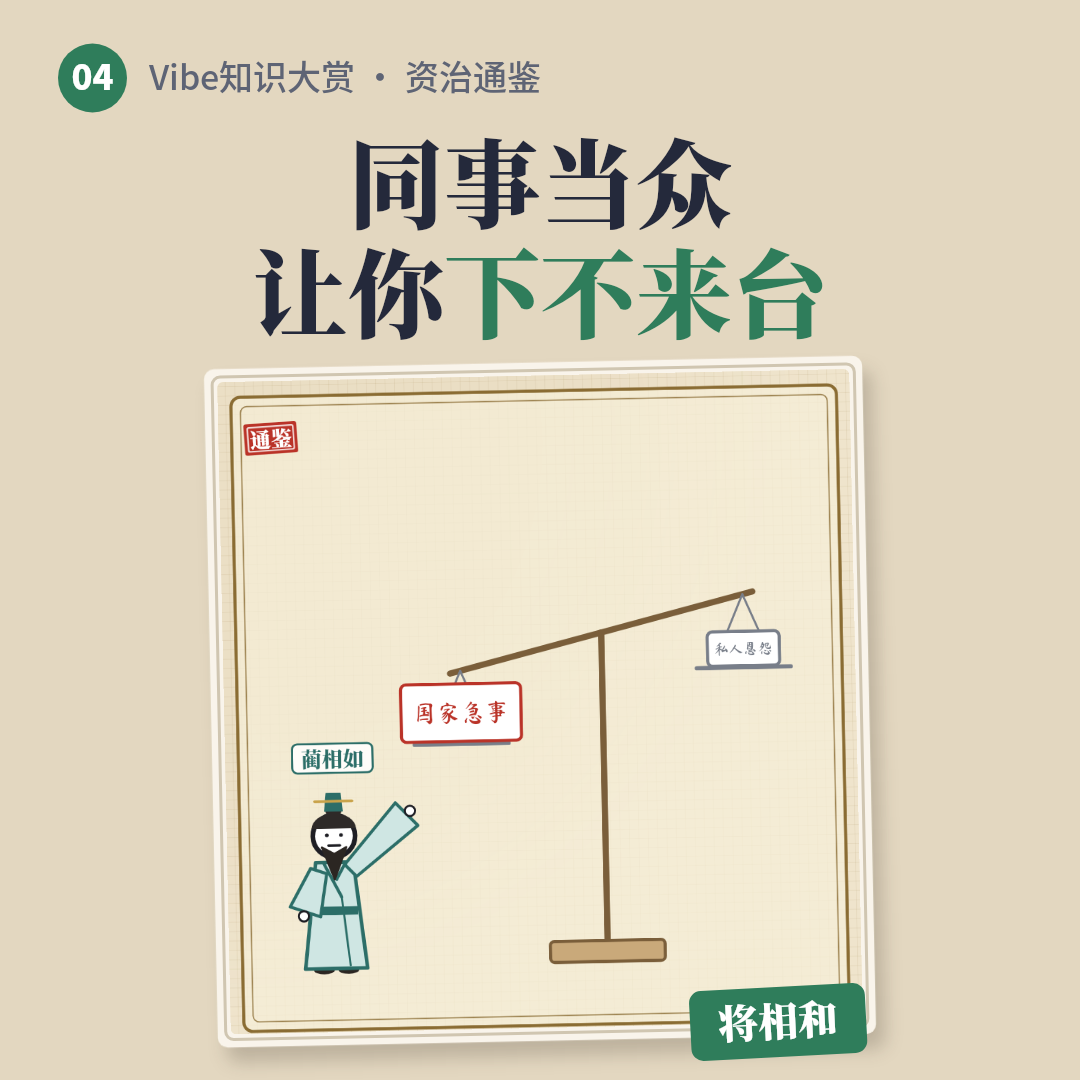 04 Vibe知识大赏 · 资治通鉴
同事当众
让你下不来台
通鉴
私人恩怨
国家急事
蔺相如
将相和